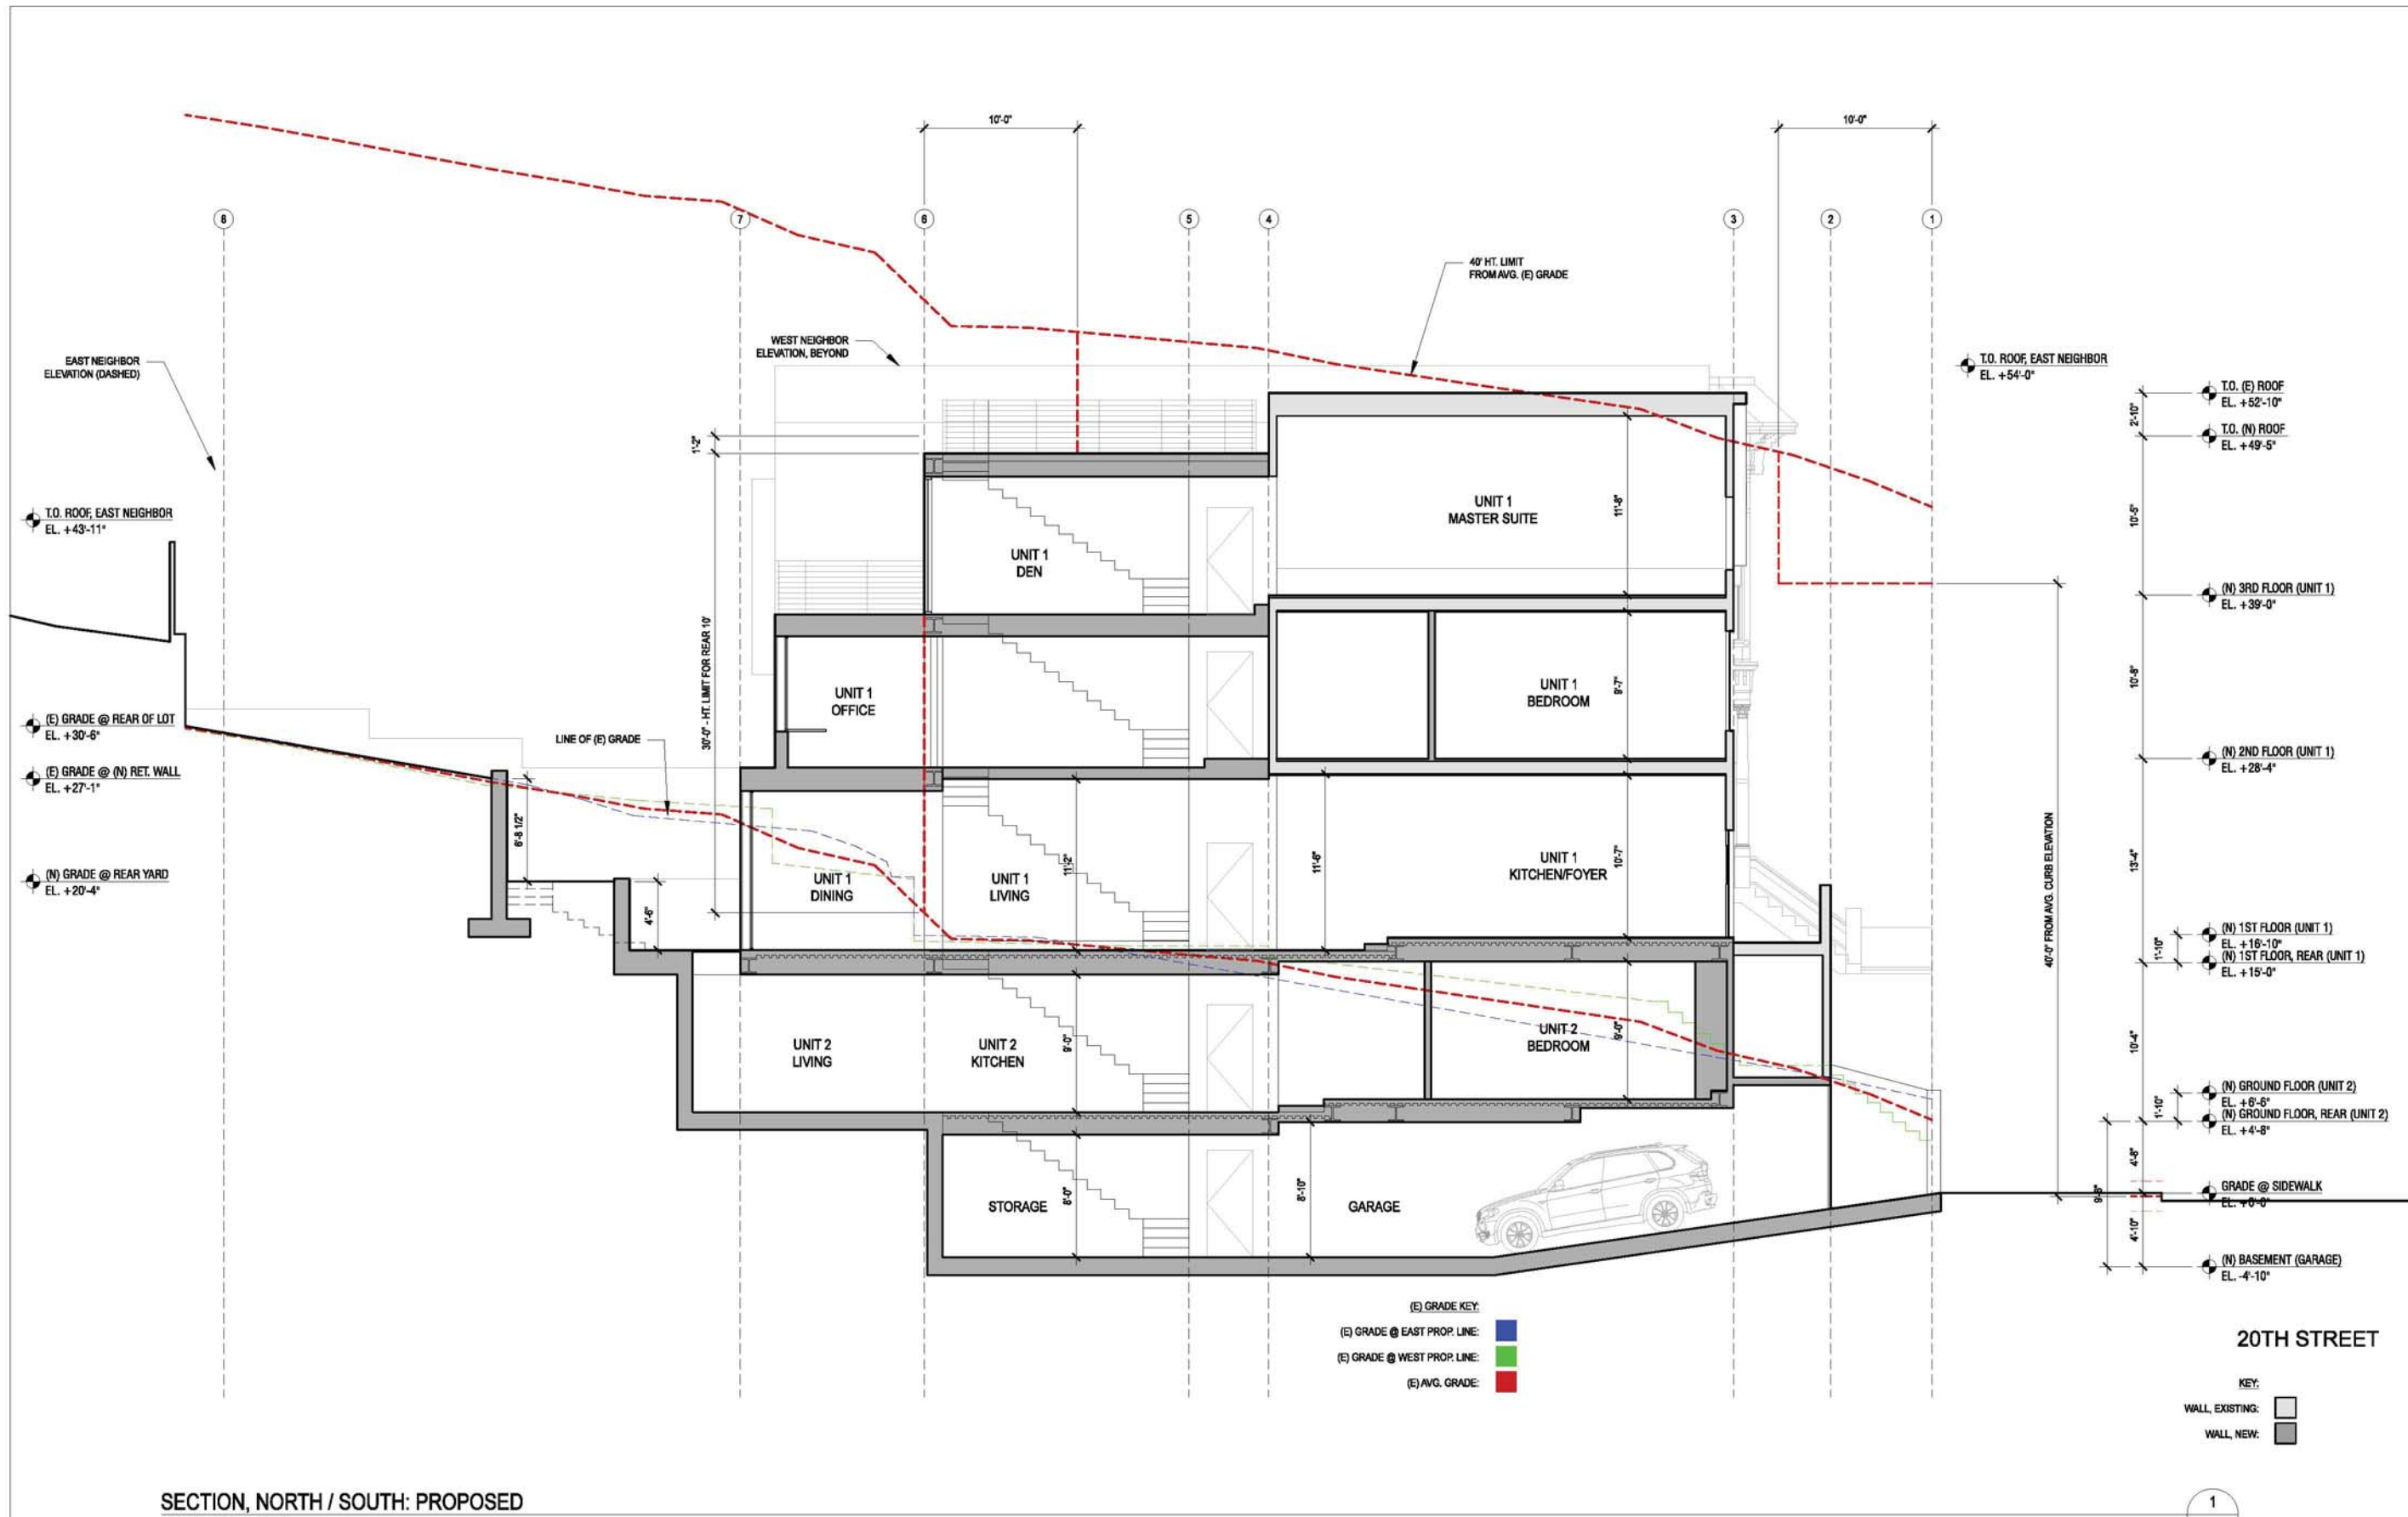 10'-0"
10'-0"
8
7
6
5
4
3
2
1
40' HT. LIMIT
FROM AVG. (E) GRADE
WEST NEIGHBOR
ELEVATION, BEYOND
EAST NEIGHBOR
ELEVATION (DASHED)
T.O. ROOF, EAST NEIGHBOR
EL. +54'-0"
T.O. (E) ROOF
EL. +52'-10"
2'-10"
T.O. (N) ROOF
EL. +49'-5"
1'-2"
T.O. ROOF, EAST NEIGHBOR
EL. +43'-11"
UNIT 1
MASTER SUITE
11'-8"
10'-5"
UNIT 1
DEN
(N) 3RD FLOOR (UNIT 1)
EL. +39'-0"
30'-0" - HT. LIMIT FOR REAR 10'
UNIT 1
OFFICE
UNIT 1
BEDROOM
9'-7"
10'-8"
(E) GRADE @ REAR OF LOT
EL. +30'-6"
LINE OF (E) GRADE
(N) 2ND FLOOR (UNIT 1)
EL. +28'-4"
(E) GRADE @ (N) RET. WALL
EL. +27'-1"
6'-8 1/2"
40'-0" FROM AVG. CURB ELEVATION
(N) GRADE @ REAR YARD
EL. +20'-4"
4'-6"
UNIT 1
DINING
UNIT 1
LIVING
11'-2"
11'-6"
UNIT 1
KITCHEN/FOYER
10'-7"
13'-4"
(N) 1ST FLOOR (UNIT 1)
EL. +16'-10"
1'-10"
(N) 1ST FLOOR, REAR (UNIT 1)
EL. +15'-0"
UNIT 2
LIVING
UNIT 2
KITCHEN
9'-0"
UNIT 2
BEDROOM
9'-0"
10'-4"
(N) GROUND FLOOR (UNIT 2)
EL. +6'-6"
1'-10"
(N) GROUND FLOOR, REAR (UNIT 2)
EL. +4'-8"
4'-8"
STORAGE
8'-0"
8'-10"
GARAGE
GRADE @ SIDEWALK
EL. +0'-0"
4'-10"
(N) BASEMENT (GARAGE)
EL. -4'-10"
(E) GRADE KEY:
(E) GRADE @ EAST PROP. LINE:
(E) GRADE @ WEST PROP. LINE:
(E) AVG. GRADE:
20TH STREET
KEY:
WALL, EXISTING:
WALL, NEW:
SECTION, NORTH / SOUTH: PROPOSED
1